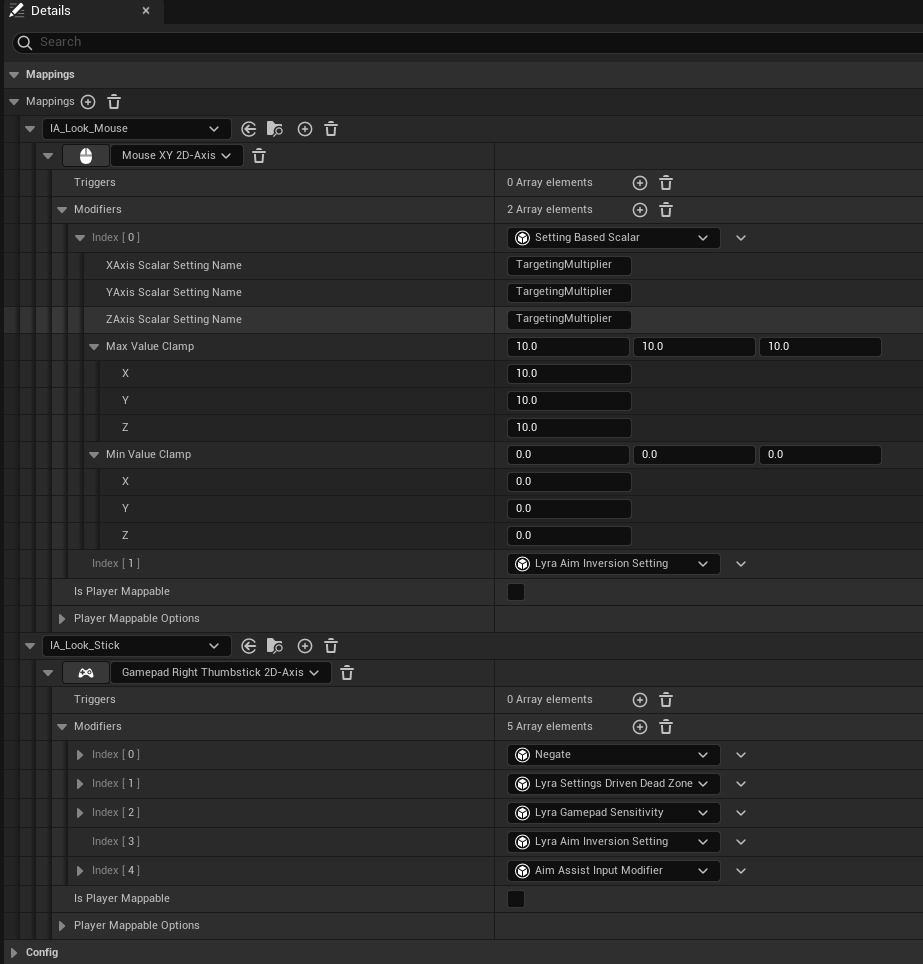 Details
Search
Mappings
Mappings
IA_Look_Mouse
Mouse XY 2D-Axis
Triggers 0 Array elements
Modifiers 2 Array elements
Index [ 0 ] Setting Based Scalar
XAxis Scalar Setting Name TargetingMultiplier
YAxis Scalar Setting Name TargetingMultiplier
ZAxis Scalar Setting Name TargetingMultiplier
Max Value Clamp 10.0 10.0 10.0
X 10.0
Y 10.0
Z 10.0
Min Value Clamp 0.0 0.0 0.0
X 0.0
Y 0.0
Z 0.0
Index [ 1 ] Lyra Aim Inversion Setting
Is Player Mappable
Player Mappable Options
IA_Look_Stick
Gamepad Right Thumbstick 2D-Axis
Triggers 0 Array elements
Modifiers 5 Array elements
Index [ 0 ] Negate
Index [ 1 ] Lyra Settings Driven Dead Zone
Index [ 2 ] Lyra Gamepad Sensitivity
Index [ 3 ] Lyra Aim Inversion Setting
Index [ 4 ] Aim Assist Input Modifier
Is Player Mappable
Player Mappable Options
Config